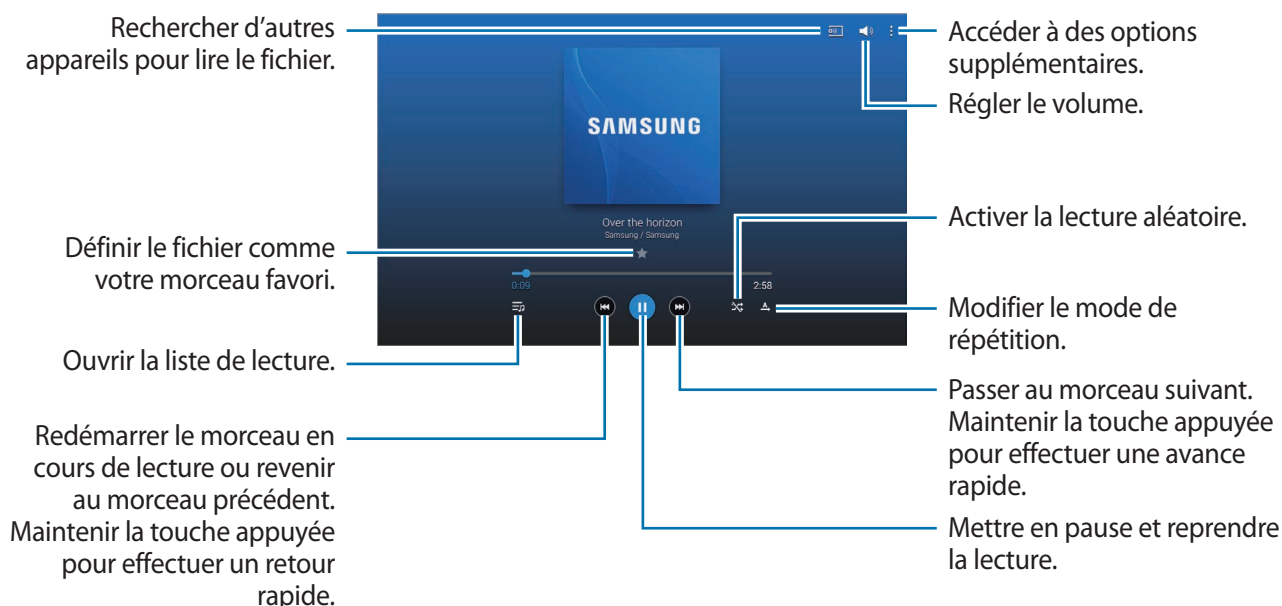 Rechercher d’autres
appareils pour lire le fichier.
Accéder à des options
supplémentaires.
Régler le volume.
SAMSUNG
Over the horizon
Samsung / Samsung
Activer la lecture aléatoire.
Définir le fichier comme
votre morceau favori.
0:09
2:58
Modifier le mode de
répétition.
Ouvrir la liste de lecture.
Passer au morceau suivant.
Maintenir la touche appuyée
pour effectuer une avance
rapide.
Redémarrer le morceau en
cours de lecture ou revenir
au morceau précédent.
Maintenir la touche appuyée
pour effectuer un retour
rapide.
Mettre en pause et reprendre
la lecture.